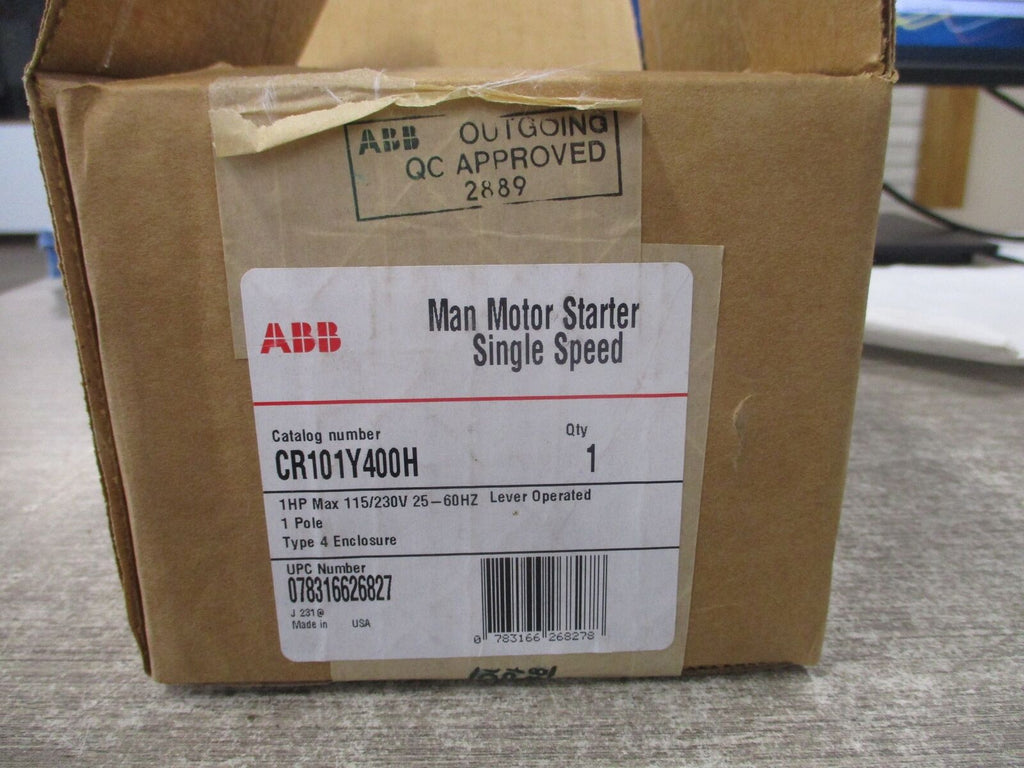 ABB OUTGOING
QC APPROVED
2889
ABB
Man Motor Starter
Single Speed
Catalog number
Qty
CR101Y400H
1
1HP Max 115/230V 25-60HZ Lever Operated
1 Pole
Type 4 Enclosure
UPC Number
078316626827
J 231@
Made in USA
0 783166 268278